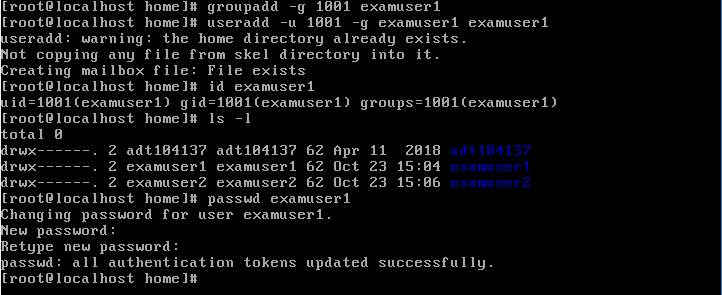 [root@localhost home]# groupadd -g 1001 examuser1
[root@localhost home]# useradd -u 1001 -g examuser1 examuser1
useradd: warning: the home directory already exists.
Not copying any file from skel directory into it.
Creating mailbox file: File exists
[root@localhost home]# id examuser1
uid=1001(examuser1) gid=1001(examuser1) groups=1001(examuser1)
[root@localhost home]# ls -l
total 0
drwx------. 2 adt104137 adt104137 62 Apr 11  2018 adt104137
drwx------. 2 examuser1 examuser1 62 Oct 23 15:04 examuser1
drwx------. 2 examuser2 examuser2 62 Oct 23 15:06 examuser2
[root@localhost home]# passwd examuser1
Changing password for user examuser1.
New password:
Retype new password:
passwd: all authentication tokens updated successfully.
[root@localhost home]#